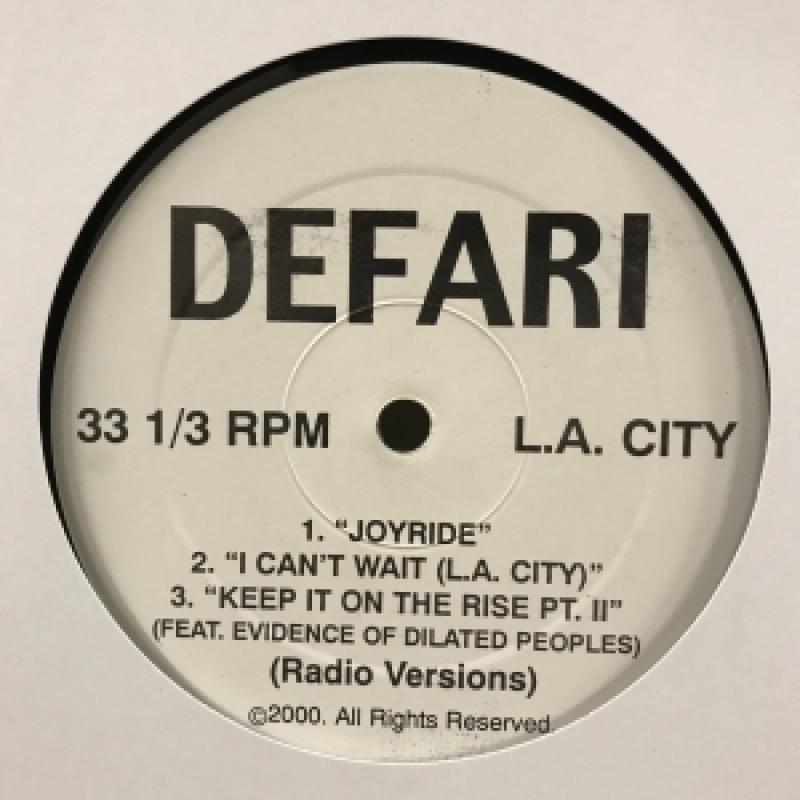 DEFARI
33 1/3 RPM
L.A. CITY
1. “JOYRIDE”
2. “I CAN’T WAIT (L.A. CITY)”
3. “KEEP IT ON THE RISE PT. II”
(FEAT. EVIDENCE OF DILATED PEOPLES)
(Radio Versions)
©2000. All Rights Reserved.